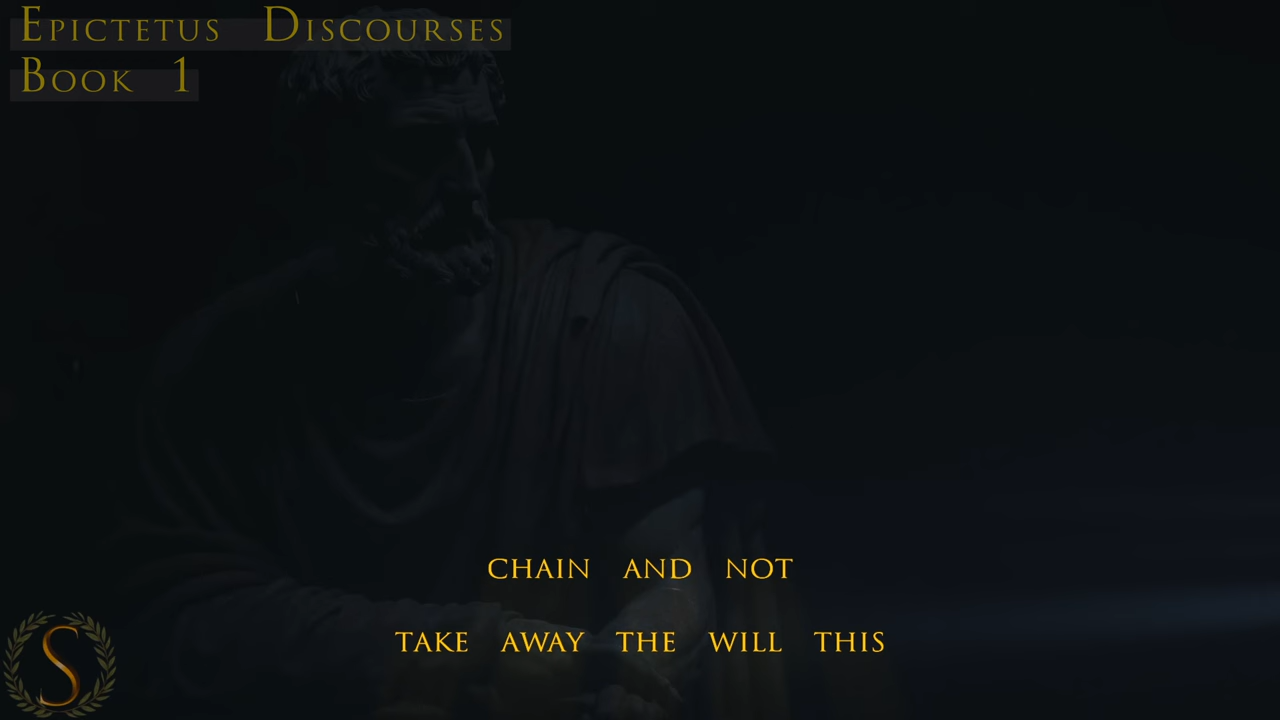 Epictetus Discourses
Book 1
CHAIN AND NOT
TAKE AWAY THE WILL THIS
S